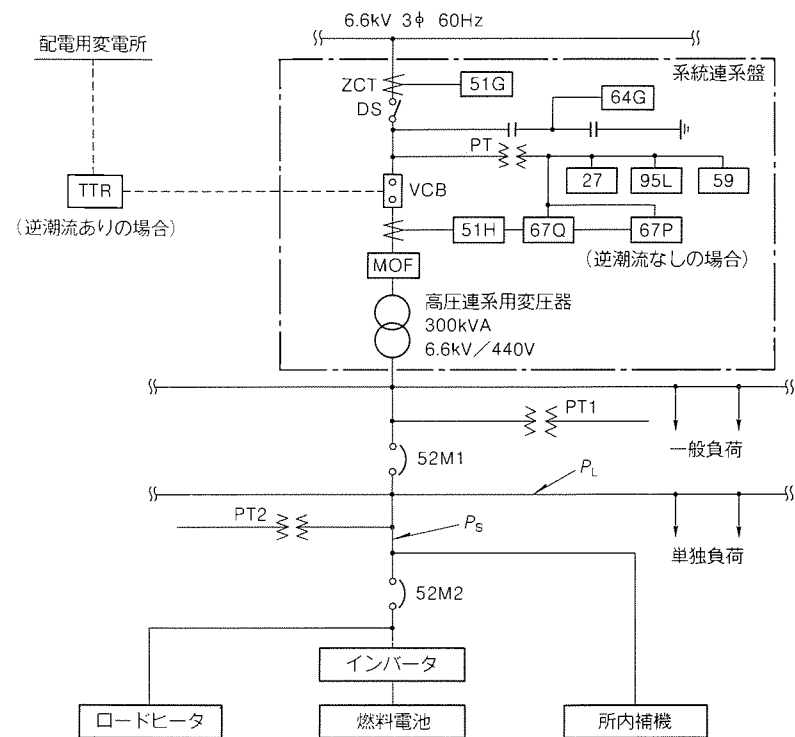 6.6kV 3ϕ 60Hz
配電用変電所
系統連系盤
ZCT
51G
DS
64G
PT
TTR
VCB
27
95L
59
(逆潮流ありの場合)
51H
67Q
67P
(逆潮流なしの場合)
MOF
高圧連系用変圧器
300kVA
6.6kV/440V
PT1
一般負荷
52M1
PL
PT2
PS
単独負荷
52M2
インバータ
ロードヒータ
燃料電池
所内補機